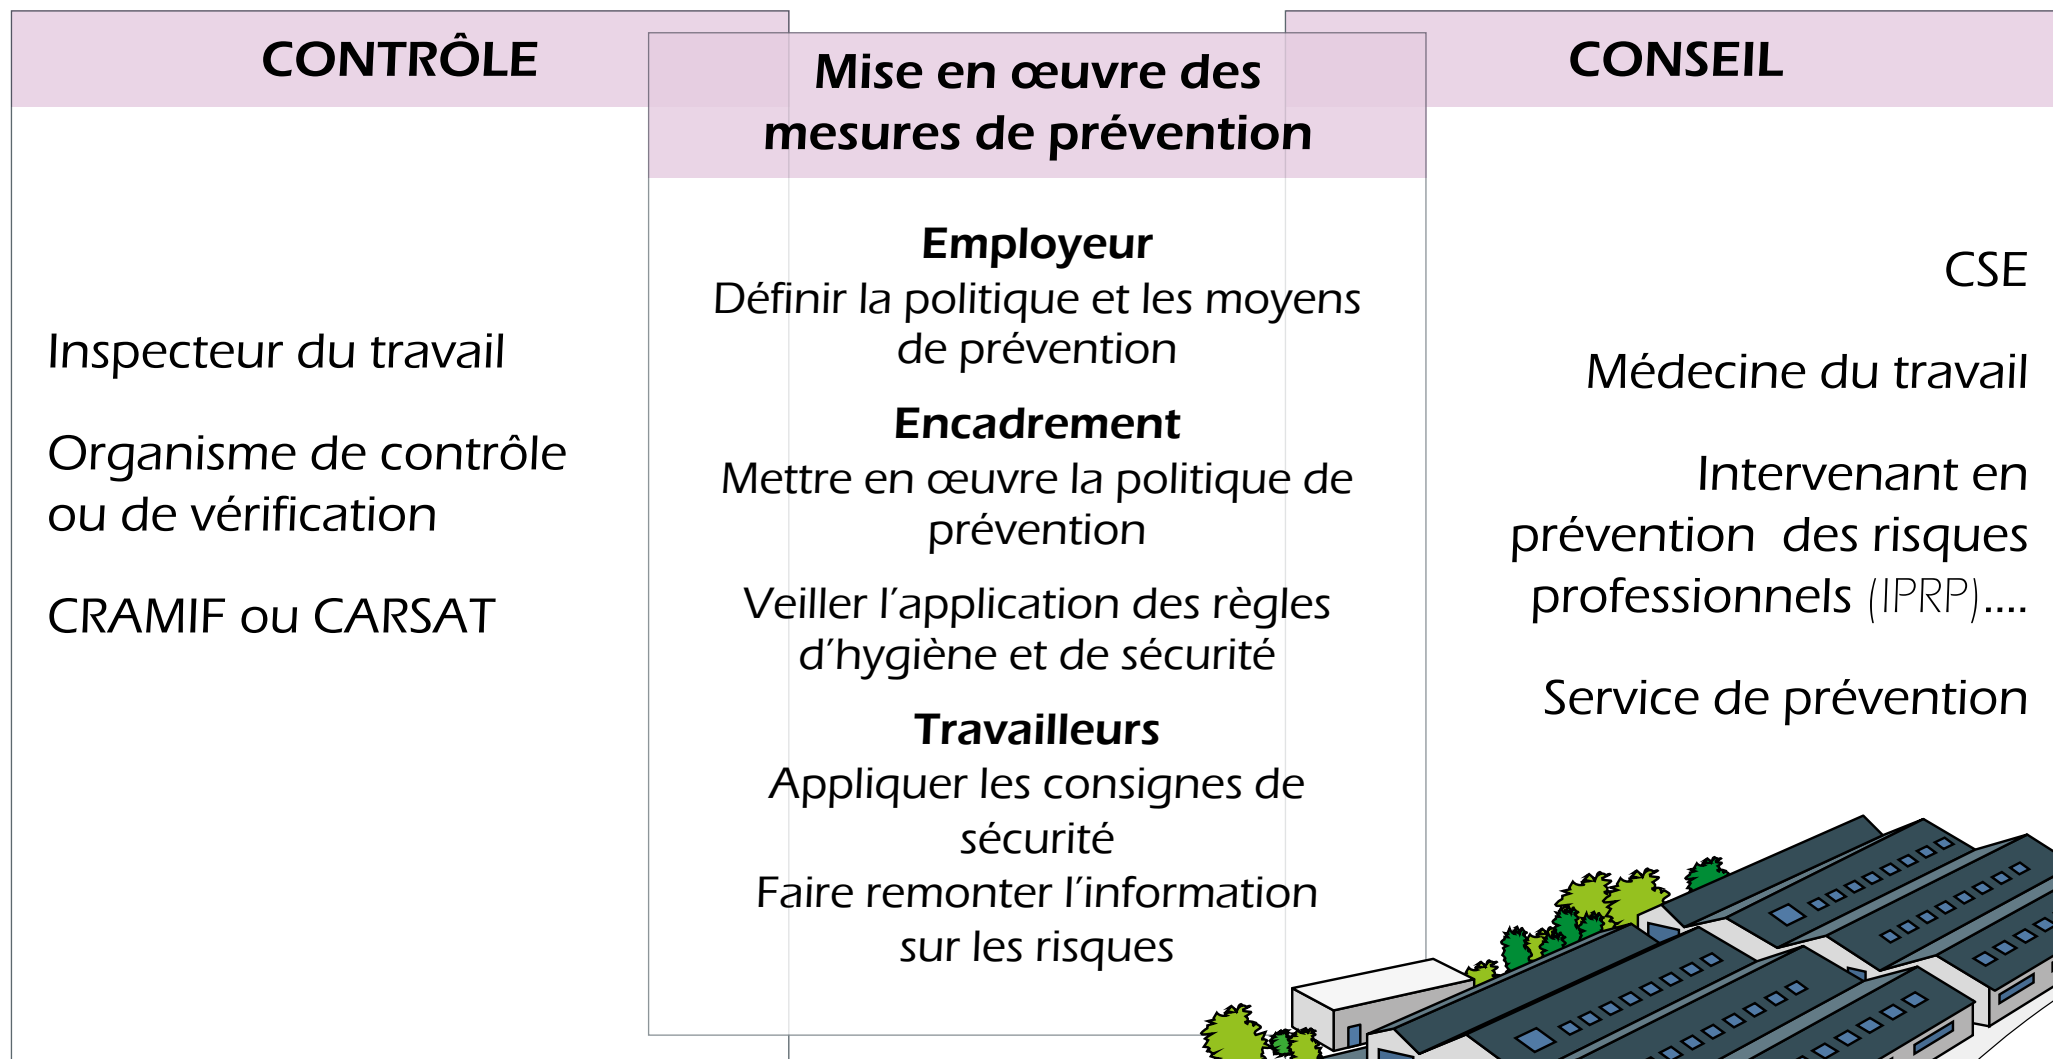 CONTRÔLE
Inspecteur du travail
Organisme de contrôle
ou de vérification
CRAMIF ou CARSAT
Mise en œuvre des
mesures de prévention
Employeur
Définir la politique et les moyens
de prévention
Encadrement
Mettre en œuvre la politique de
prévention
Veiller l’application des règles
d’hygiène et de sécurité
Travailleurs
Appliquer les consignes de
sécurité
Faire remonter l’information
sur les risques
CONSEIL
CSE
Médecine du travail
Intervenant en
prévention des risques
professionnels (IPRP)....
Service de prévention